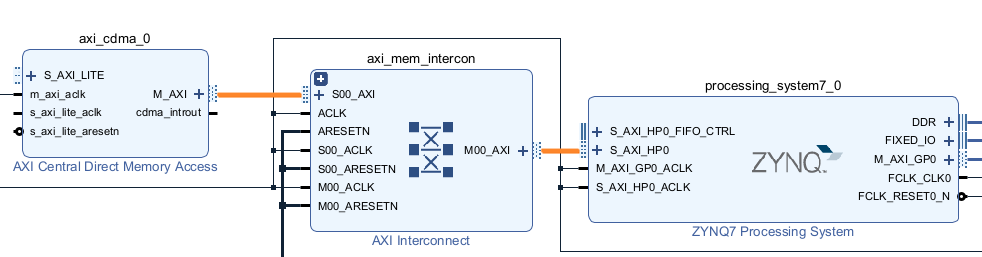 axi_cdma_0
S_AXI_LITE
m_axi_aclk
M_AXI
s_axi_lite_aclk
cdma_introut
s_axi_lite_aresetn
AXI Central Direct Memory Access
axi_mem_intercon
S00_AXI
ACLK
ARESETN
S00_ACLK
M00_AXI
S00_ARESETN
M00_ACLK
M00_ARESETN
AXI Interconnect
processing_system7_0
S_AXI_HP0_FIFO_CTRL
S_AXI_HP0
M_AXI_GP0_ACLK
S_AXI_HP0_ACLK
ZYNQ
DDR
FIXED_IO
M_AXI_GP0
FCLK_CLK0
FCLK_RESET0_N
ZYNQ7 Processing System